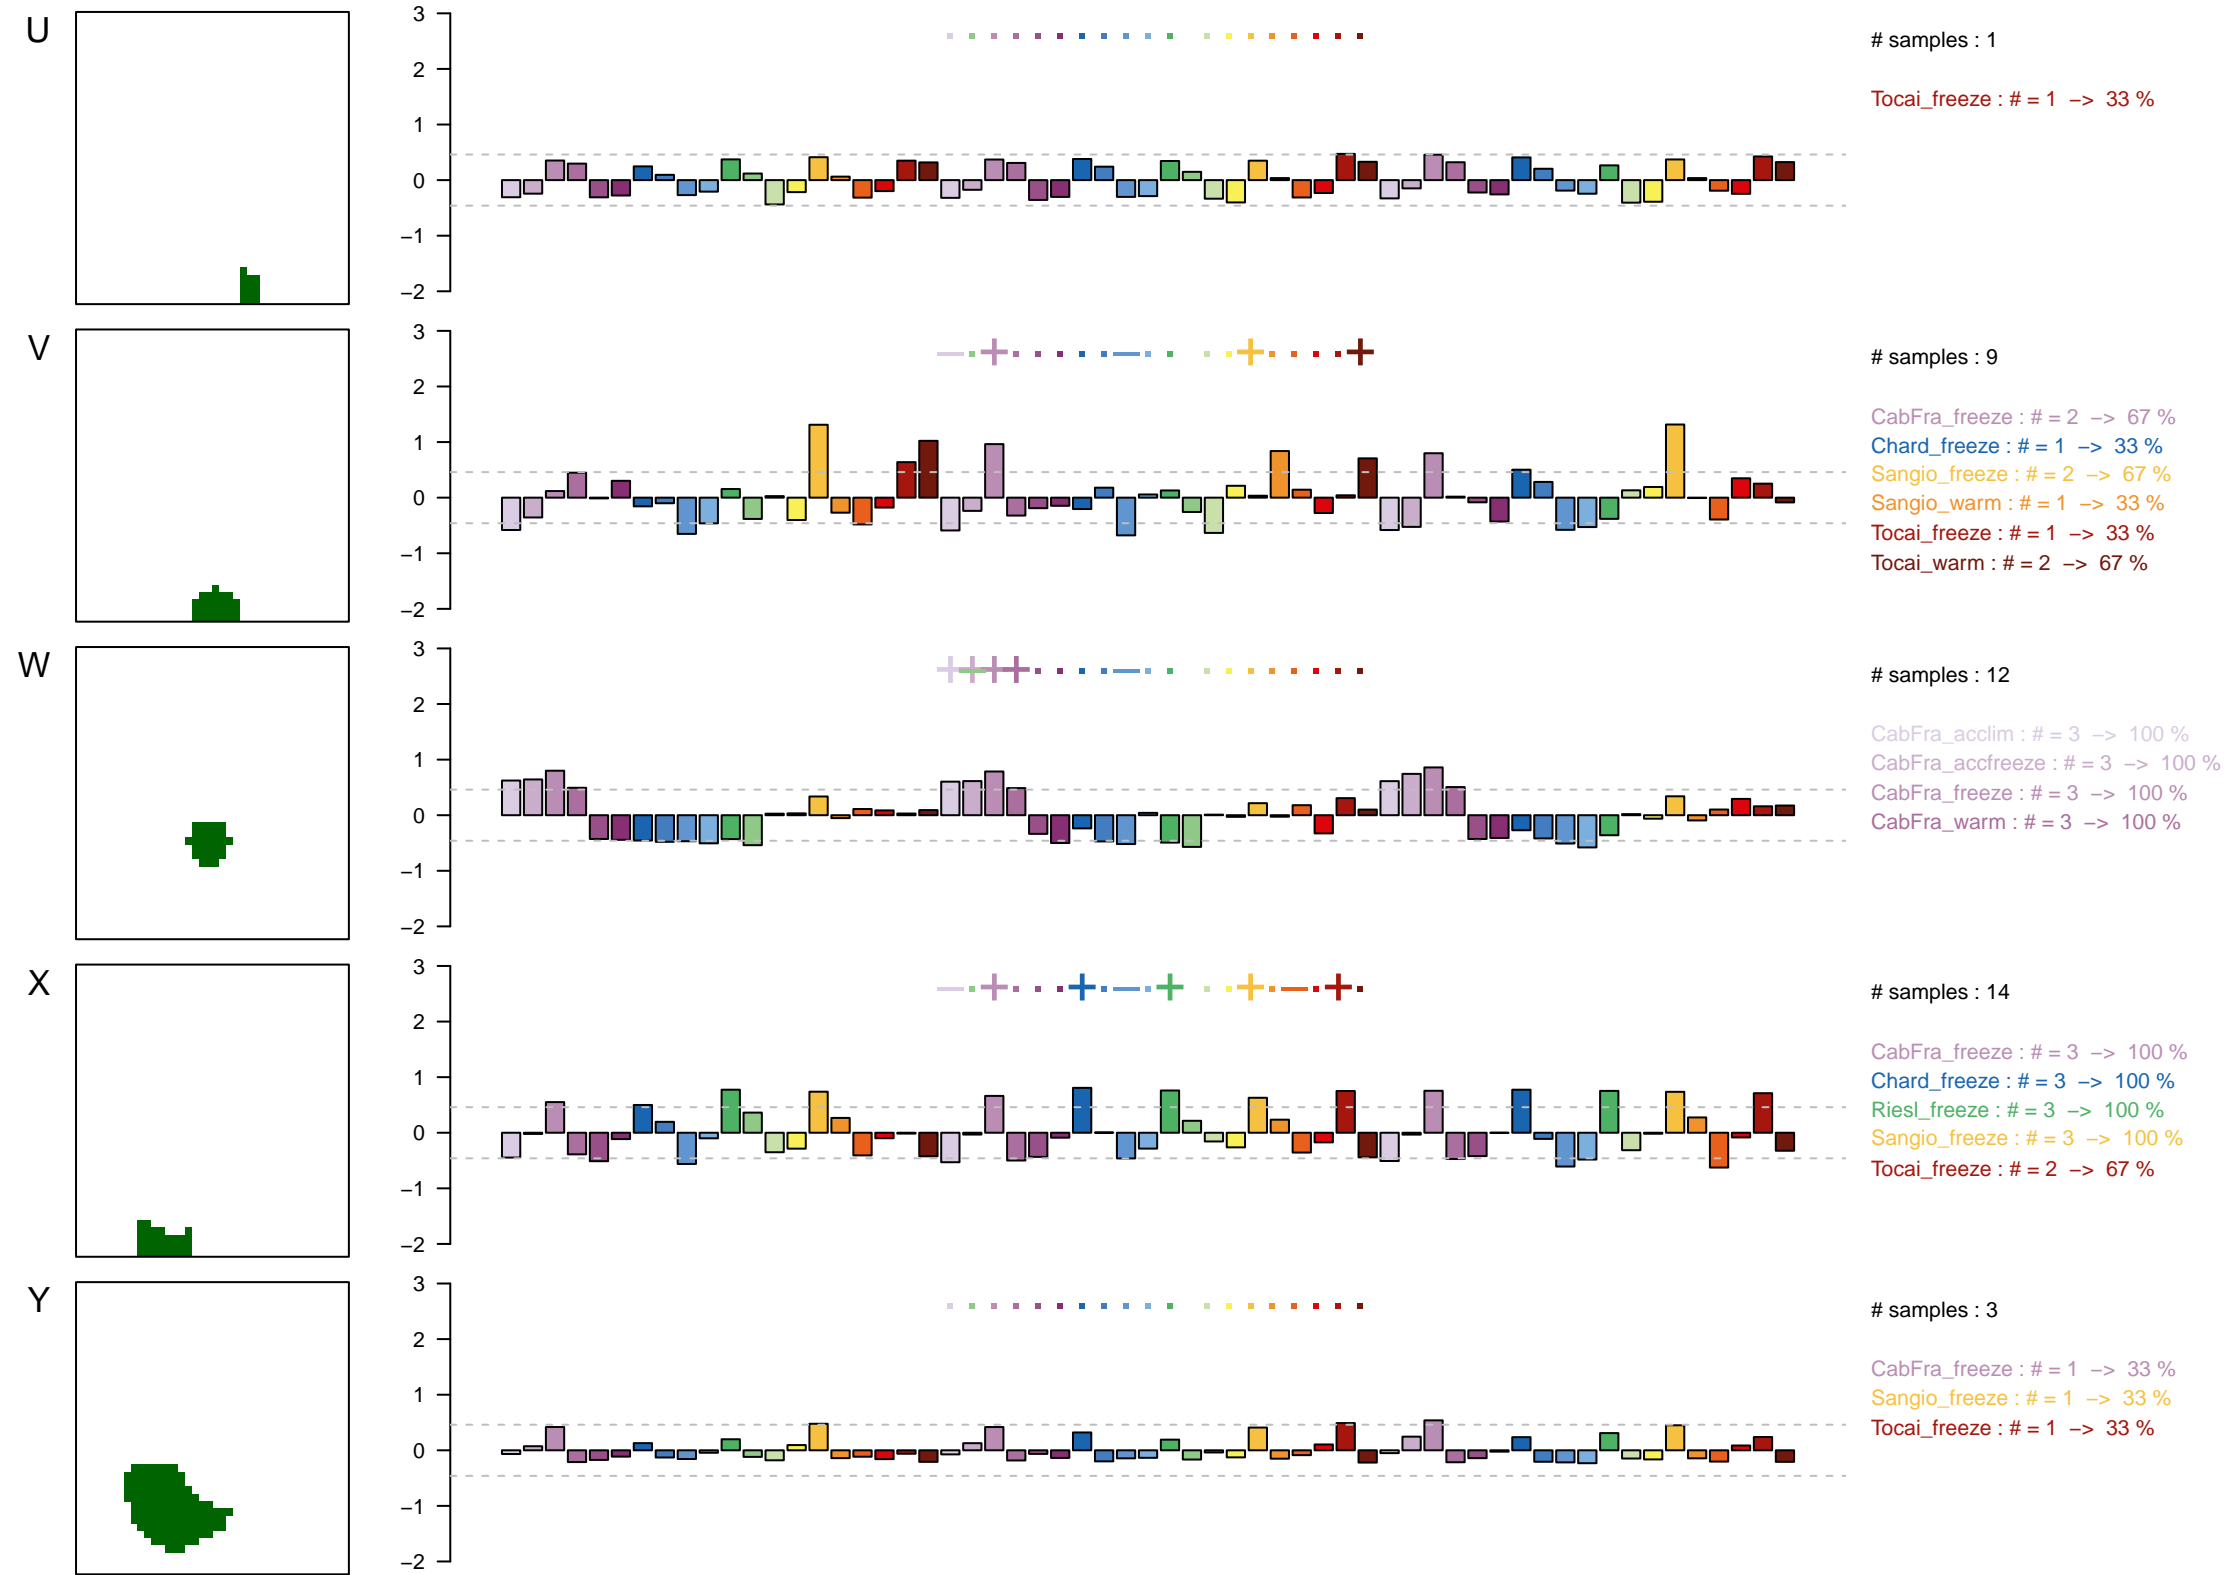 U
3
2
1
0
−1
−2
# samples : 1
Tocai_freeze : # = 1 −> 33 %
V
3
2
1
0
−1
−2
# samples : 9
CabFra_freeze : # = 2 −> 67 %
Chard_freeze : # = 1 −> 33 %
Sangio_freeze : # = 2 −> 67 %
Sangio_warm : # = 1 −> 33 %
Tocai_freeze : # = 1 −> 33 %
Tocai_warm : # = 2 −> 67 %
W
3
2
1
0
−1
−2
# samples : 12
CabFra_acclim : # = 3 −> 100 %
CabFra_accfreeze : # = 3 −> 100 %
CabFra_freeze : # = 3 −> 100 %
CabFra_warm : # = 3 −> 100 %
X
3
2
1
0
−1
−2
# samples : 14
CabFra_freeze : # = 3 −> 100 %
Chard_freeze : # = 3 −> 100 %
Riesl_freeze : # = 3 −> 100 %
Sangio_freeze : # = 3 −> 100 %
Tocai_freeze : # = 2 −> 67 %
Y
3
2
1
0
−1
−2
# samples : 3
CabFra_freeze : # = 1 −> 33 %
Sangio_freeze : # = 1 −> 33 %
Tocai_freeze : # = 1 −> 33 %